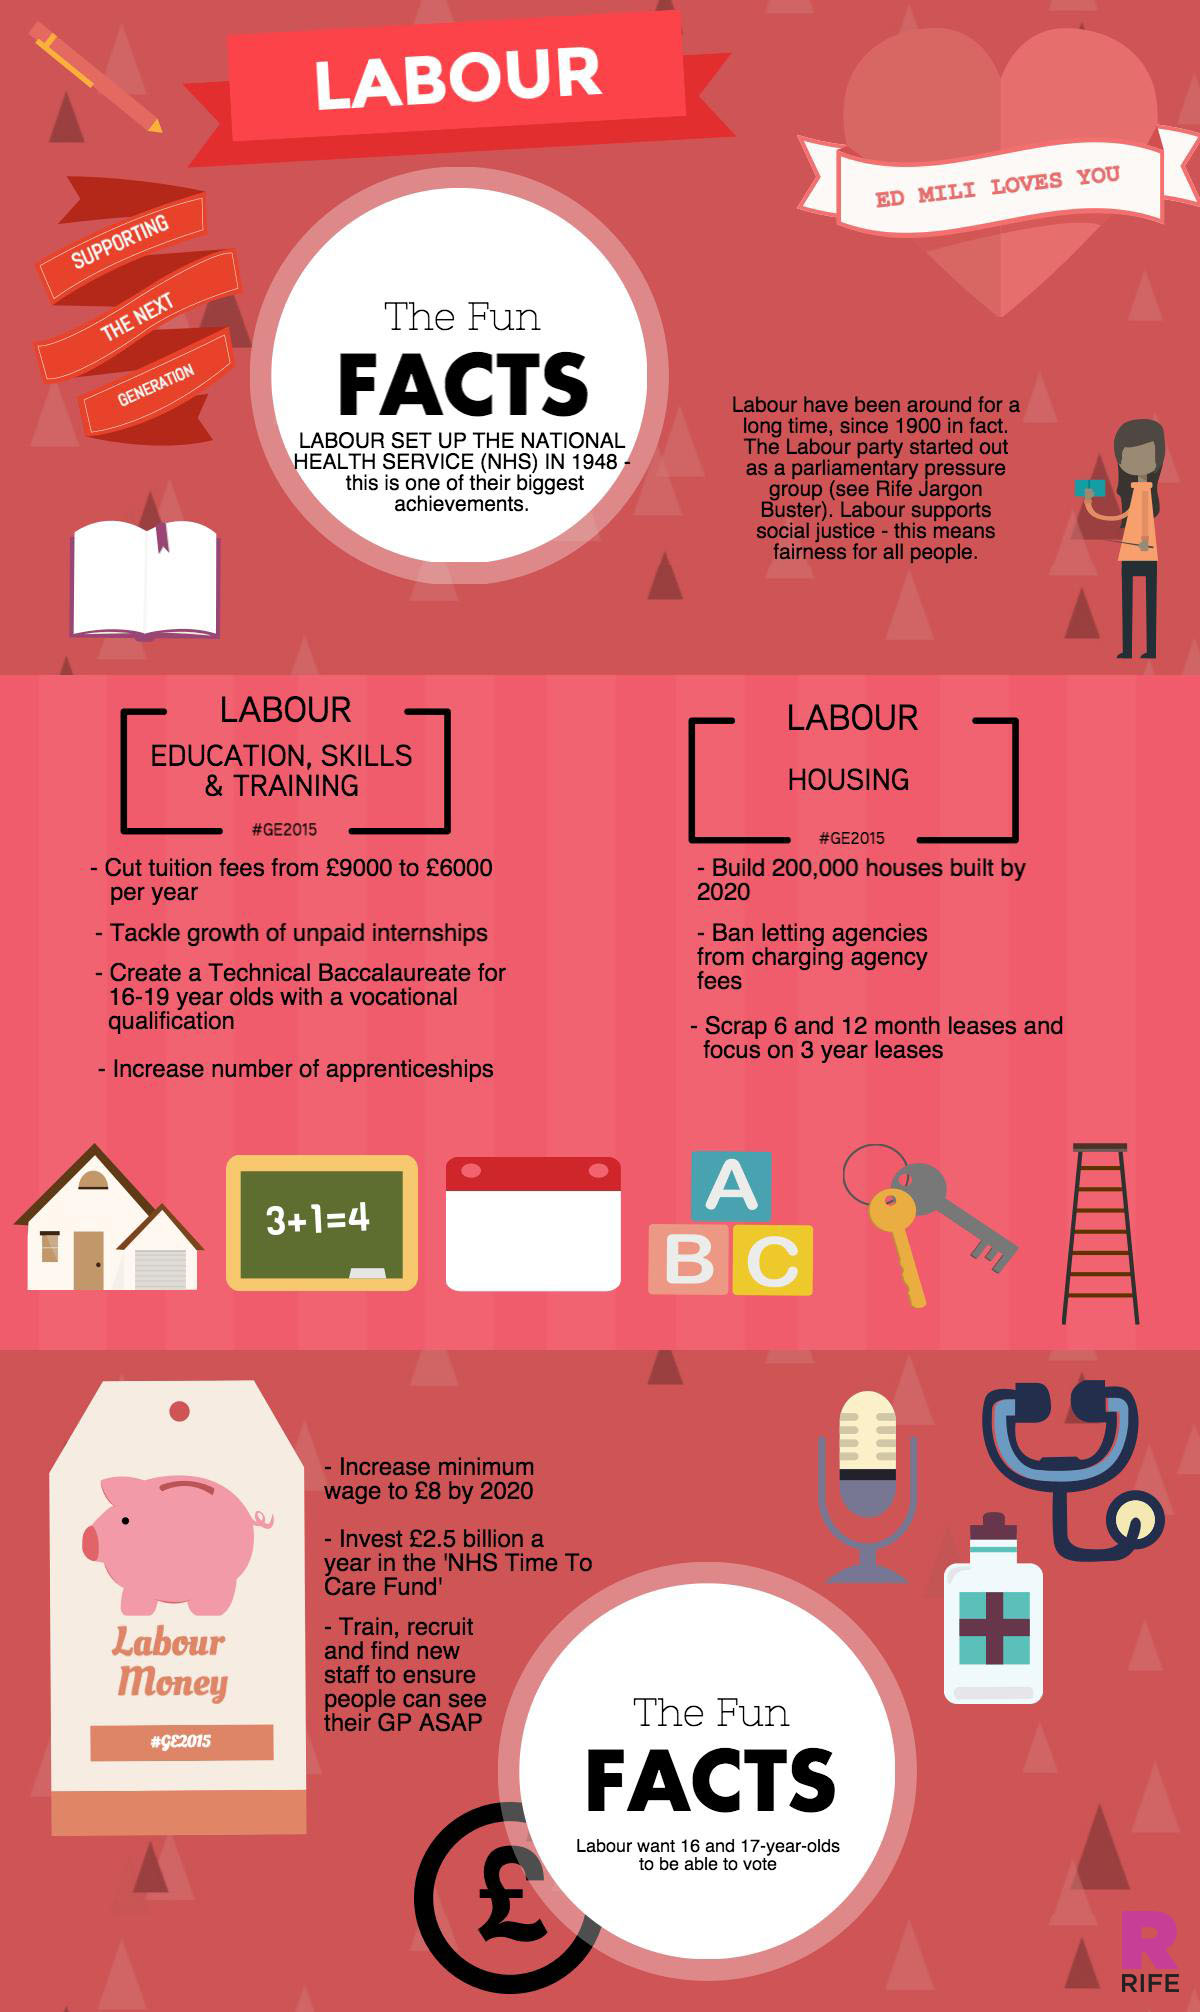 LABOUR
ED MILI LOVES YOU
SUPPORTING
THE NEXT
GENERATION
The Fun
FACTS
LABOUR SET UP THE NATIONAL
HEALTH SERVICE (NHS) IN 1948 -
this is one of their biggest
achievements.
Labour have been around for a
long time, since 1900 in fact.
The Labour party started out
as a parliamentary pressure
group (see Rife Jargon
Buster). Labour supports
social justice - this means
fairness for all people.
LABOUR
EDUCATION, SKILLS
& TRAINING
#GE2015
- Cut tuition fees from £9000 to £6000
per year
- Tackle growth of unpaid internships
- Create a Technical Baccalaureate for
16-19 year olds with a vocational
qualification
- Increase number of apprenticeships
LABOUR
HOUSING
#GE2015
- Build 200,000 houses built by
2020
- Ban letting agencies
from charging agency
fees
- Scrap 6 and 12 month leases and
focus on 3 year leases
3+1=4
A
B C
Labour
Money
#GE2015
- Increase minimum
wage to £8 by 2020
- Invest £2.5 billion a
year in the 'NHS Time To
Care Fund'
- Train, recruit
and find new
staff to ensure
people can see
their GP ASAP
The Fun
FACTS
Labour want 16 and 17-year-olds
to be able to vote
£
R
RIFE